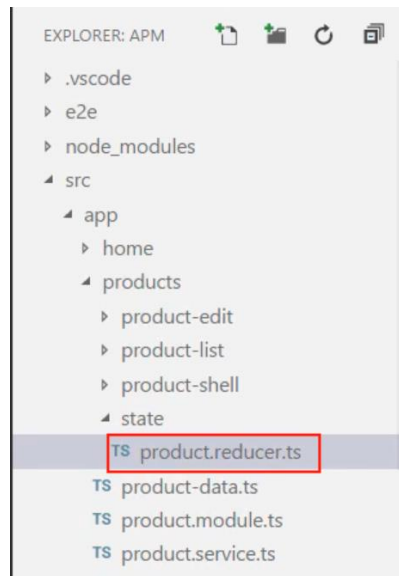 EXPLORER: APM
.vscode
e2e
node_modules
src
app
home
products
product-edit
product-list
product-shell
state
TS product.reducer.ts
TS product-data.ts
TS product.module.ts
TS product.service.ts